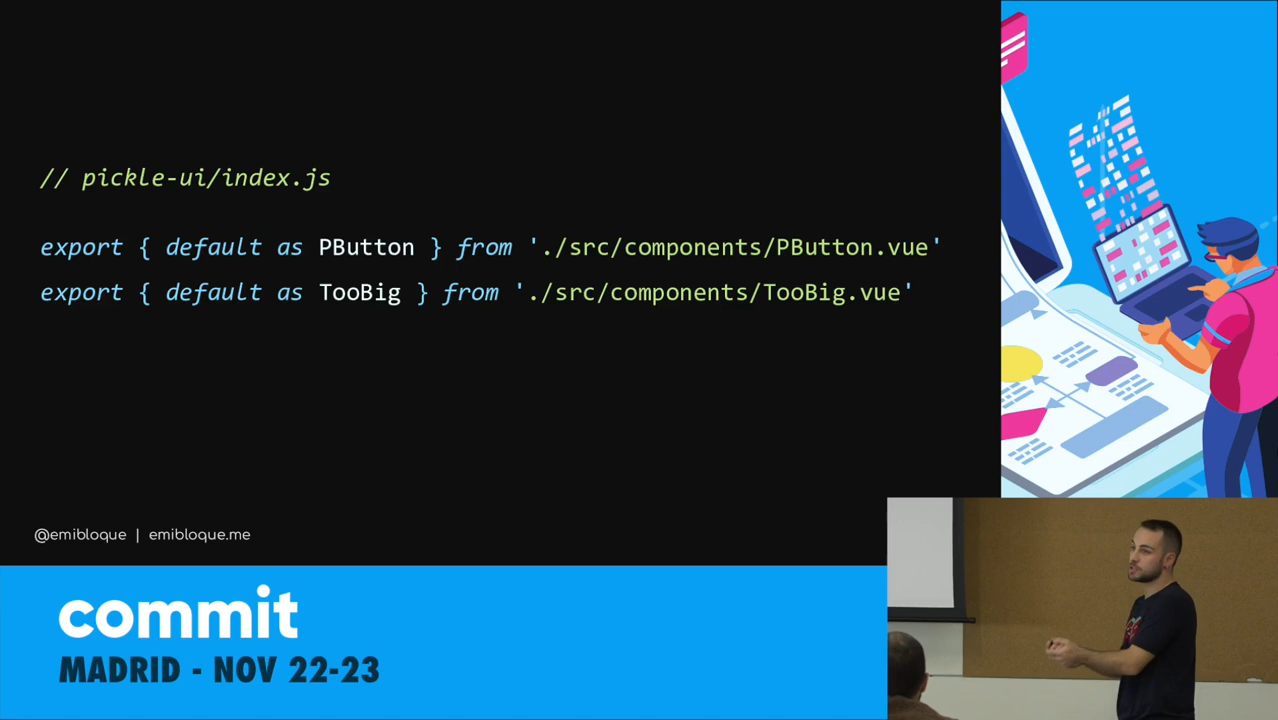 // pickle-ui/index.js
export { default as PButton } from './src/components/PButton.vue'
export { default as TooBig } from './src/components/TooBig.vue'
@emibloque | emibloque.me
commit
MADRID - NOV 22-23